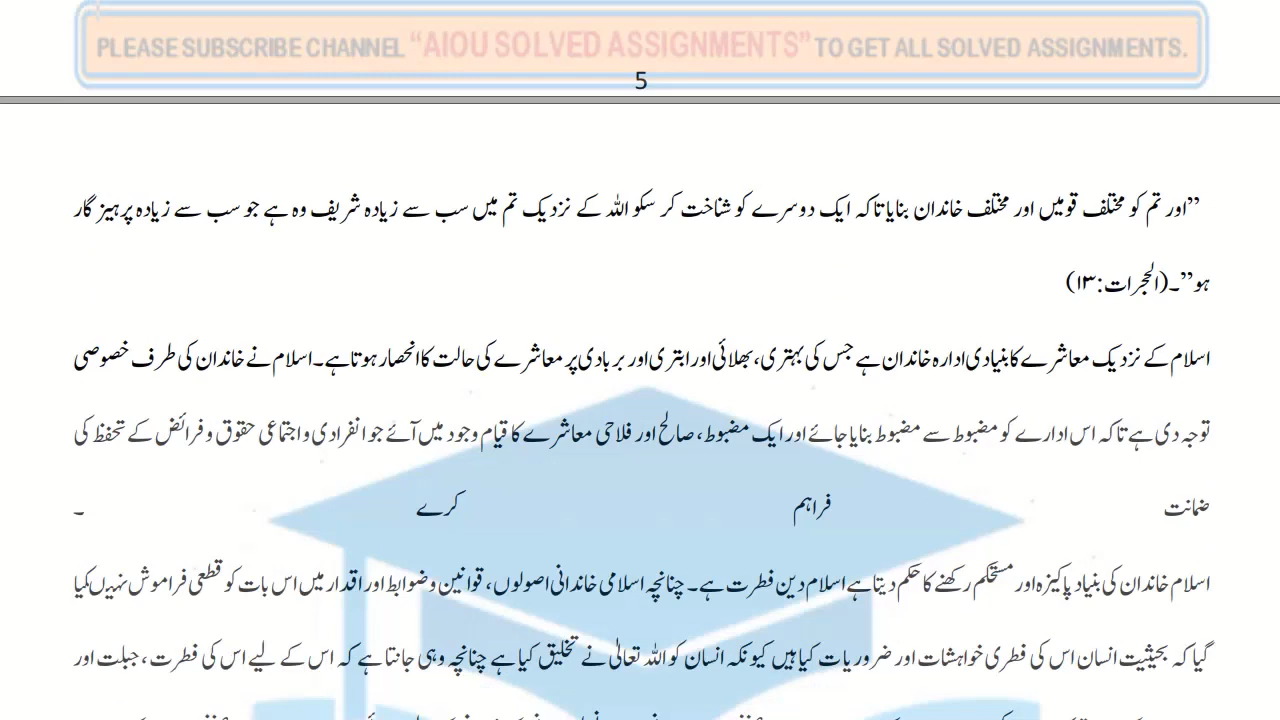 PLEASE SUBSCRIBE CHANNEL “AIOU SOLVED ASSIGNMENTS” TO GET ALL SOLVED ASSIGNMENTS.
5
”اور تم کو مختلف قومیں اور مختلف خاندان بنایا تاکہ ایک دوسرے کو شناخت کر سکو اللہ کے نزدیک تم میں سب سے زیادہ شریف وہ ہے جو سب سے زیادہ پرہیز گار
ہو”۔(الحجرات:۱۳)
اسلام کے نزدیک معاشرے کا بنیادی ادارہ خاندان ہے جس کی بہتری، بھلائی اور ابتری اور بربادی پر معاشرے کی حالت کا انحصار ہوتا ہے۔ اسلام نے خاندان کی طرف خصوصی
توجہ دی ہے تاکہ اس ادارے کو مضبوط سے مضبوط بنایا جائے اور ایک مضبوط، صالح اور فلاحی معاشرے کا قیام وجود میں آئے جو انفرادی و اجتماعی حقوق و فرائض کے تحفظ کی
ضمانت فراہم کرے ۔
اسلام خاندان کی بنیاد پاکیزہ اور مستحکم رکھنے کا حکم دیتا ہے اسلام دین فطرت ہے۔ چنانچہ اسلامی خاندانی اصولوں، قوانین و ضوابط اور اقدار میں اس بات کو قطعی فراموش نہیں کیا
گیا کہ بحیثیت انسان اس کی فطری خواہشات اور ضروریات کیا ہیں کیونکہ انسان کو اللہ تعالیٰ نے تخلیق کیا ہے چنانچہ وہی جانتا ہے کہ اس کے لیے اس کی فطرت، جبلت اور